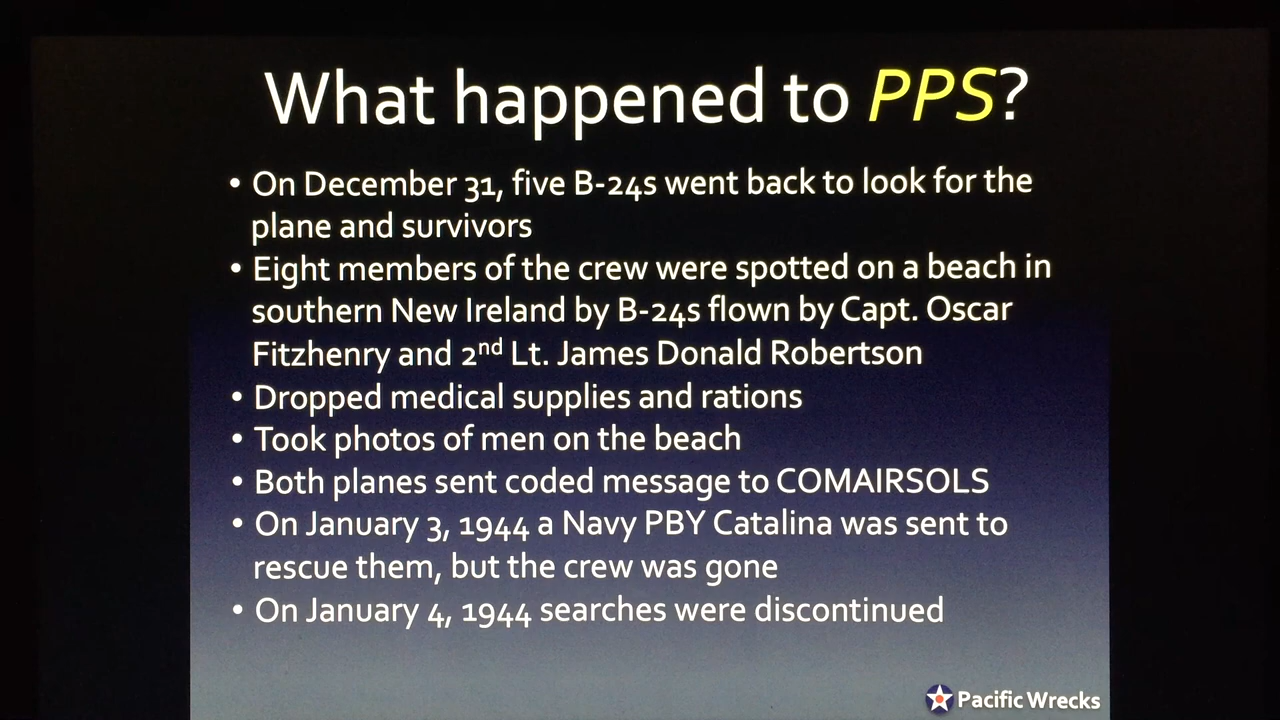 What happened to PPS?
• On December 31, five B-24s went back to look for the
plane and survivors
• Eight members of the crew were spotted on a beach in
southern New Ireland by B-24s flown by Capt. Oscar
Fitzhenry and 2nd Lt. James Donald Robertson
• Dropped medical supplies and rations
• Took photos of men on the beach
• Both planes sent coded message to COMAIRSOLS
• On January 3, 1944 a Navy PBY Catalina was sent to
rescue them, but the crew was gone
• On January 4, 1944 searches were discontinued
Pacific Wrecks